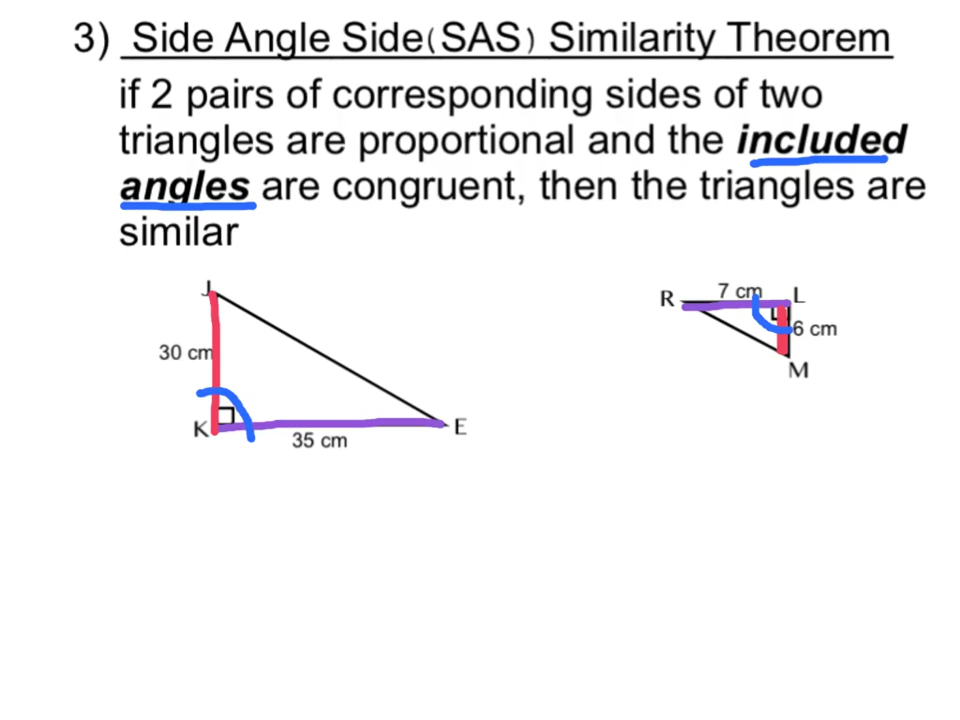 3) Side Angle Side(SAS) Similarity Theorem
if 2 pairs of corresponding sides of two
triangles are proportional and the included
angles are congruent, then the triangles are
similar
J
30 cm
K
35 cm
E
R
7 cm
L
6 cm
M